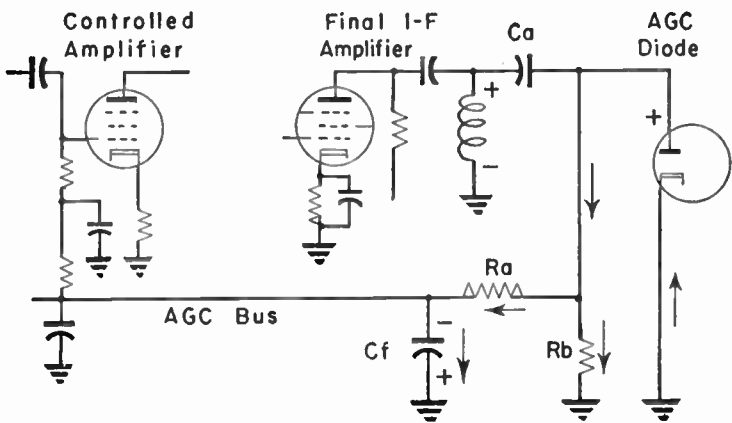 Controlled
Amplifier
Final I-F
Amplifier
Ca
AGC
Diode
+
-
+
Ra
AGC Bus
-
Cf
+
Rb